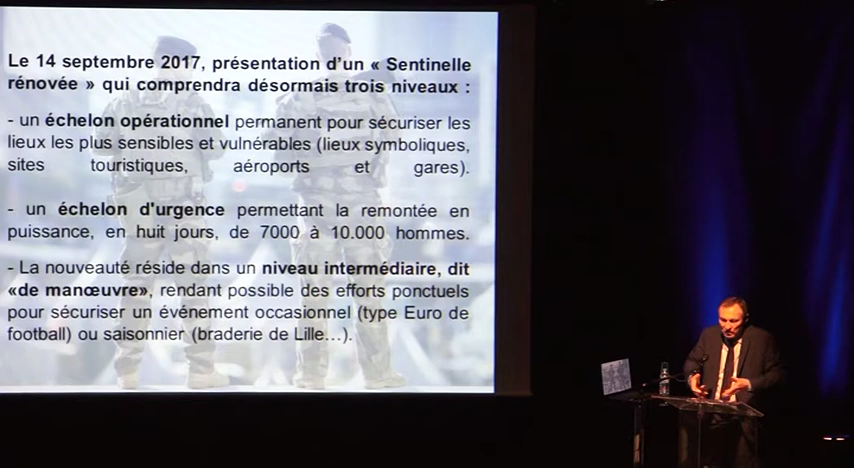 Le 14 septembre 2017, présentation d'un « Sentinelle
rénovée » qui comprendra désormais trois niveaux :
- un échelon opérationnel permanent pour sécuriser les
lieux les plus sensibles et vulnérables (lieux symboliques,
sites touristiques, aéroports et gares).
- un échelon d'urgence permettant la remontée en
puissance, en huit jours, de 7000 à 10.000 hommes.
- La nouveauté réside dans un niveau intermédiaire, dit
«de manœuvre», rendant possible des efforts ponctuels
pour sécuriser un événement occasionnel (type Euro de
football) ou saisonnier (braderie de Lille…).